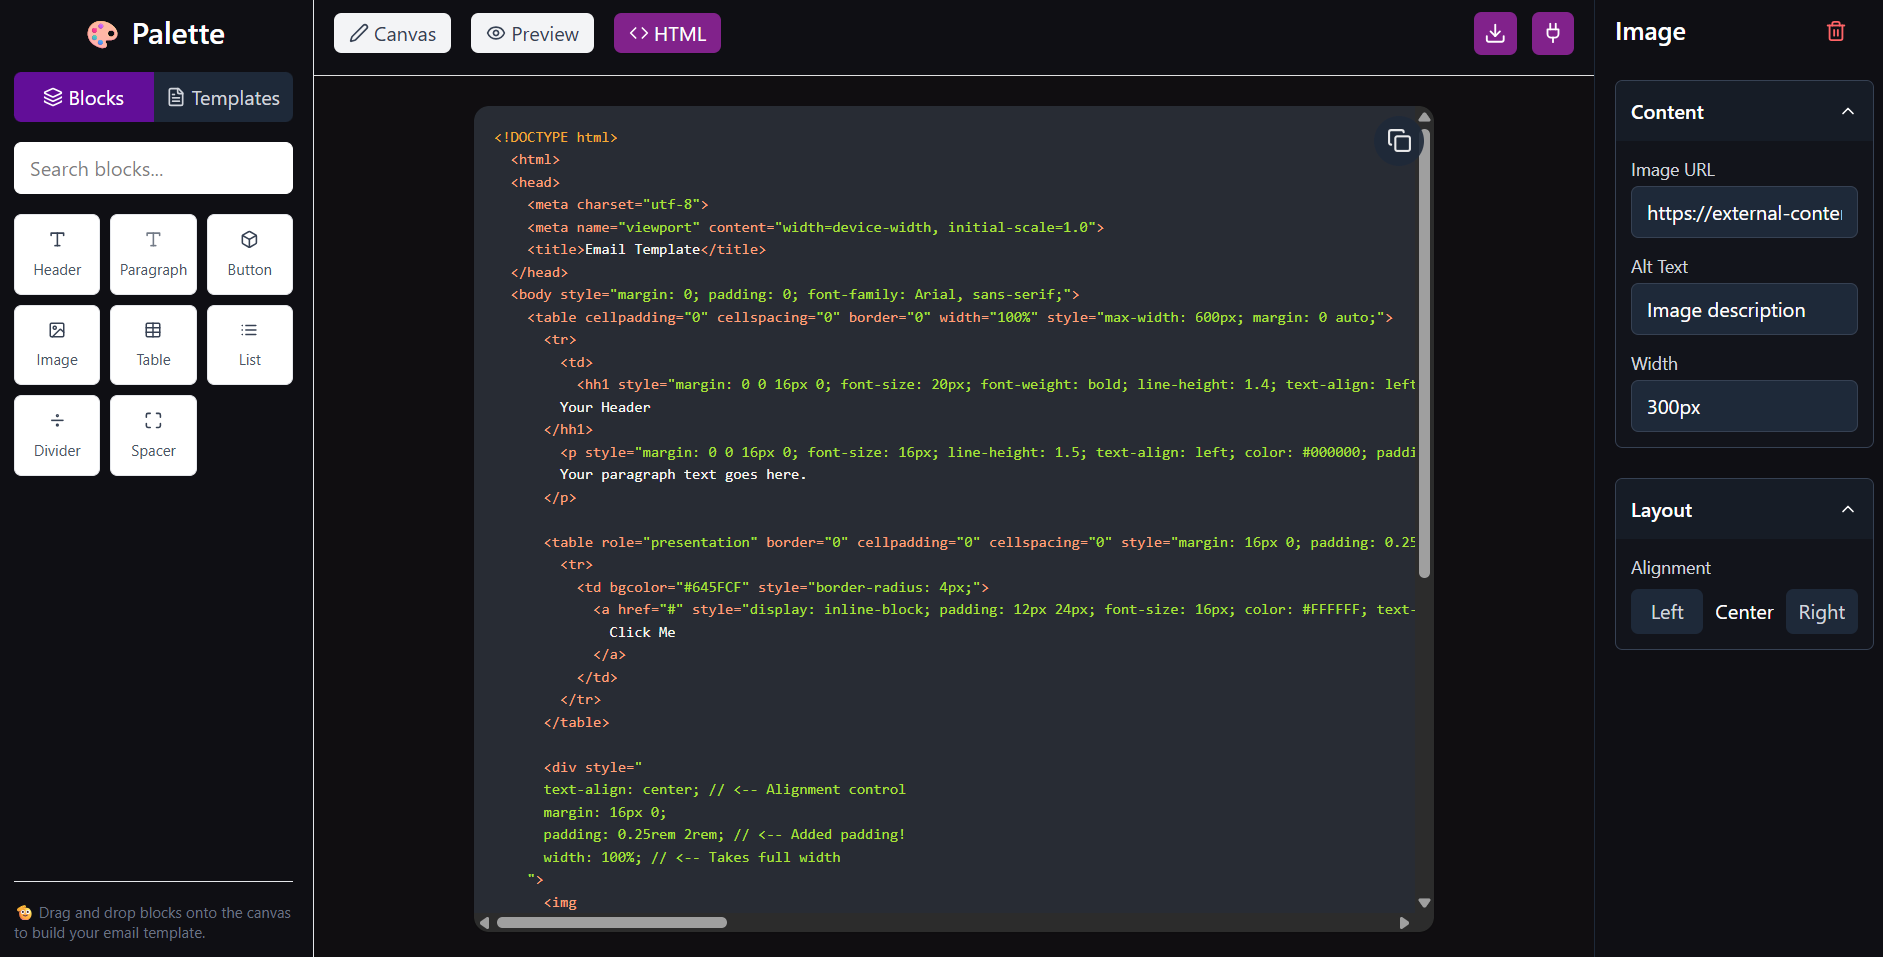 Palette
Blocks
Templates
Search blocks...
Header
Paragraph
Button
Image
Table
List
Divider
Spacer
Drag and drop blocks onto the canvas
to build your email template.
Canvas
Preview
HTML
<!DOCTYPE html>
<html>
<head>
<meta charset="utf-8">
<meta name="viewport" content="width=device-width, initial-scale=1.0">
<title>Email Template</title>
</head>
<body style="margin: 0; padding: 0; font-family: Arial, sans-serif;">
<table cellpadding="0" cellspacing="0" border="0" width="100%" style="max-width: 600px; margin: 0 auto;">
<tr>
<td>
<hh1 style="margin: 0 0 16px 0; font-size: 20px; font-weight: bold; line-height: 1.4; text-align: left
Your Header
</hh1>
<p style="margin: 0 0 16px 0; font-size: 16px; line-height: 1.5; text-align: left; color: #000000; paddi
Your paragraph text goes here.
</p>
<table role="presentation" border="0" cellpadding="0" cellspacing="0" style="margin: 16px 0; padding: 0.25
<tr>
<td bgcolor="#645FCF" style="border-radius: 4px;">
<a href="#" style="display: inline-block; padding: 12px 24px; font-size: 16px; color: #FFFFFF; text-
Click Me
</a>
</td>
</tr>
</table>
<div style="
text-align: center; // <-- Alignment control
margin: 16px 0;
padding: 0.25rem 2rem; // <-- Added padding!
width: 100%; // <-- Takes full width
">
<img
Image
Content
Image URL
https://external-conte
Alt Text
Image description
Width
300px
Layout
Alignment
Left
Center
Right